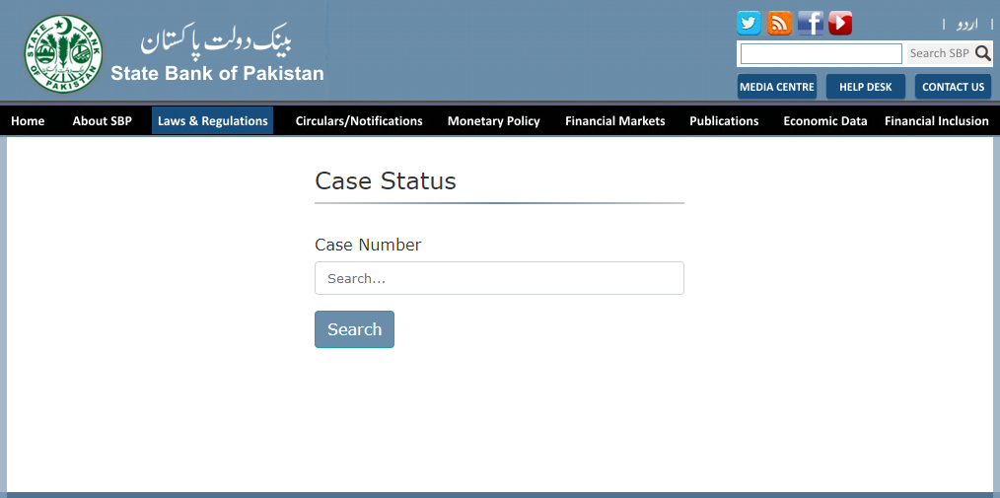 STATE BANK OF PAKISTAN
بینک دولت پاکستان
State Bank of Pakistan
| اردو |
Search SBP
MEDIA CENTRE HELP DESK CONTACT US
Home About SBP Laws & Regulations Circulars/Notifications Monetary Policy Financial Markets Publications Economic Data Financial Inclusion
Case Status
Case Number
Search...
Search